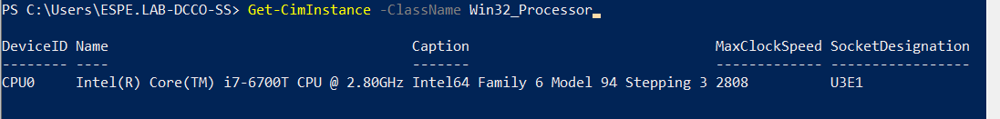 PS C:\Users\ESPE.LAB-DCCO-SS> Get-CimInstance -ClassName Win32_Processor
DeviceID Name Caption MaxClockSpeed SocketDesignation
-------- ---- ------- ------------- -----------------
CPU0 Intel(R) Core(TM) i7-6700T CPU @ 2.80GHz Intel64 Family 6 Model 94 Stepping 3 2808 U3E1